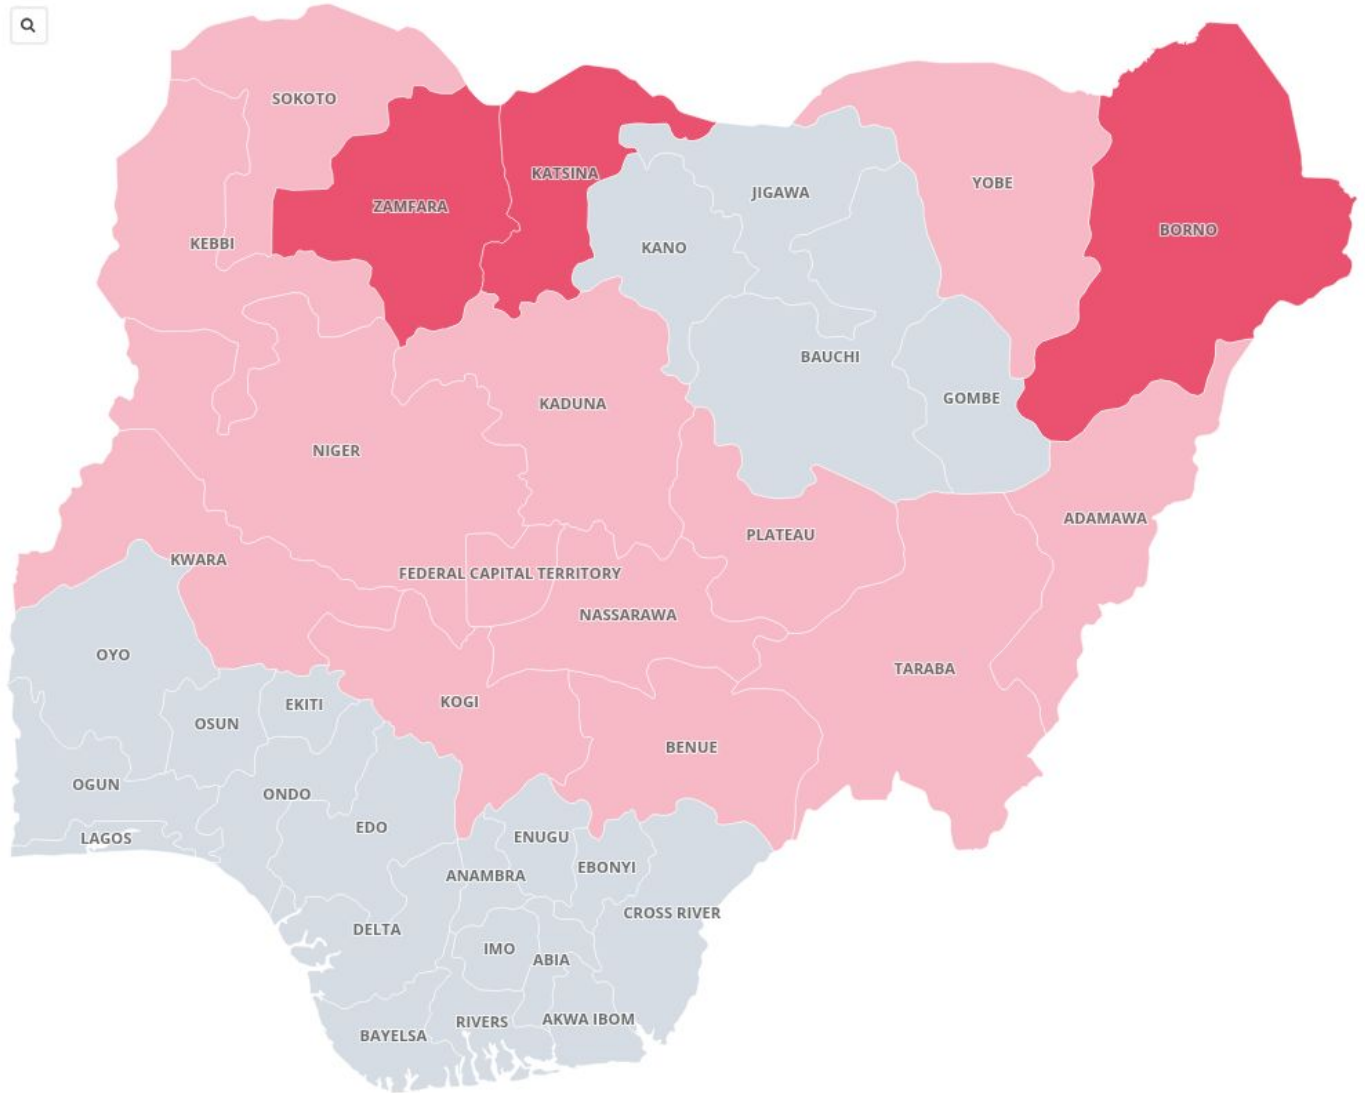 SOKOTO
KATSINA
YOBE
JIGAWA
ZAMFARA
BORNO
KEBBI
KANO
BAUCHI
GOMBE
KADUNA
NIGER
ADAMAWA
PLATEAU
KWARA
FEDERAL CAPITAL TERRITORY
NASSARAWA
OYO
TARABA
KOGI
EKITI
OSUN
BENUE
OGUN
ONDO
EDO
LAGOS
ENUGU
EBONYI
ANAMBRA
CROSS RIVER
DELTA
IMO
ABIA
AKWA IBOM
RIVERS
BAYELSA